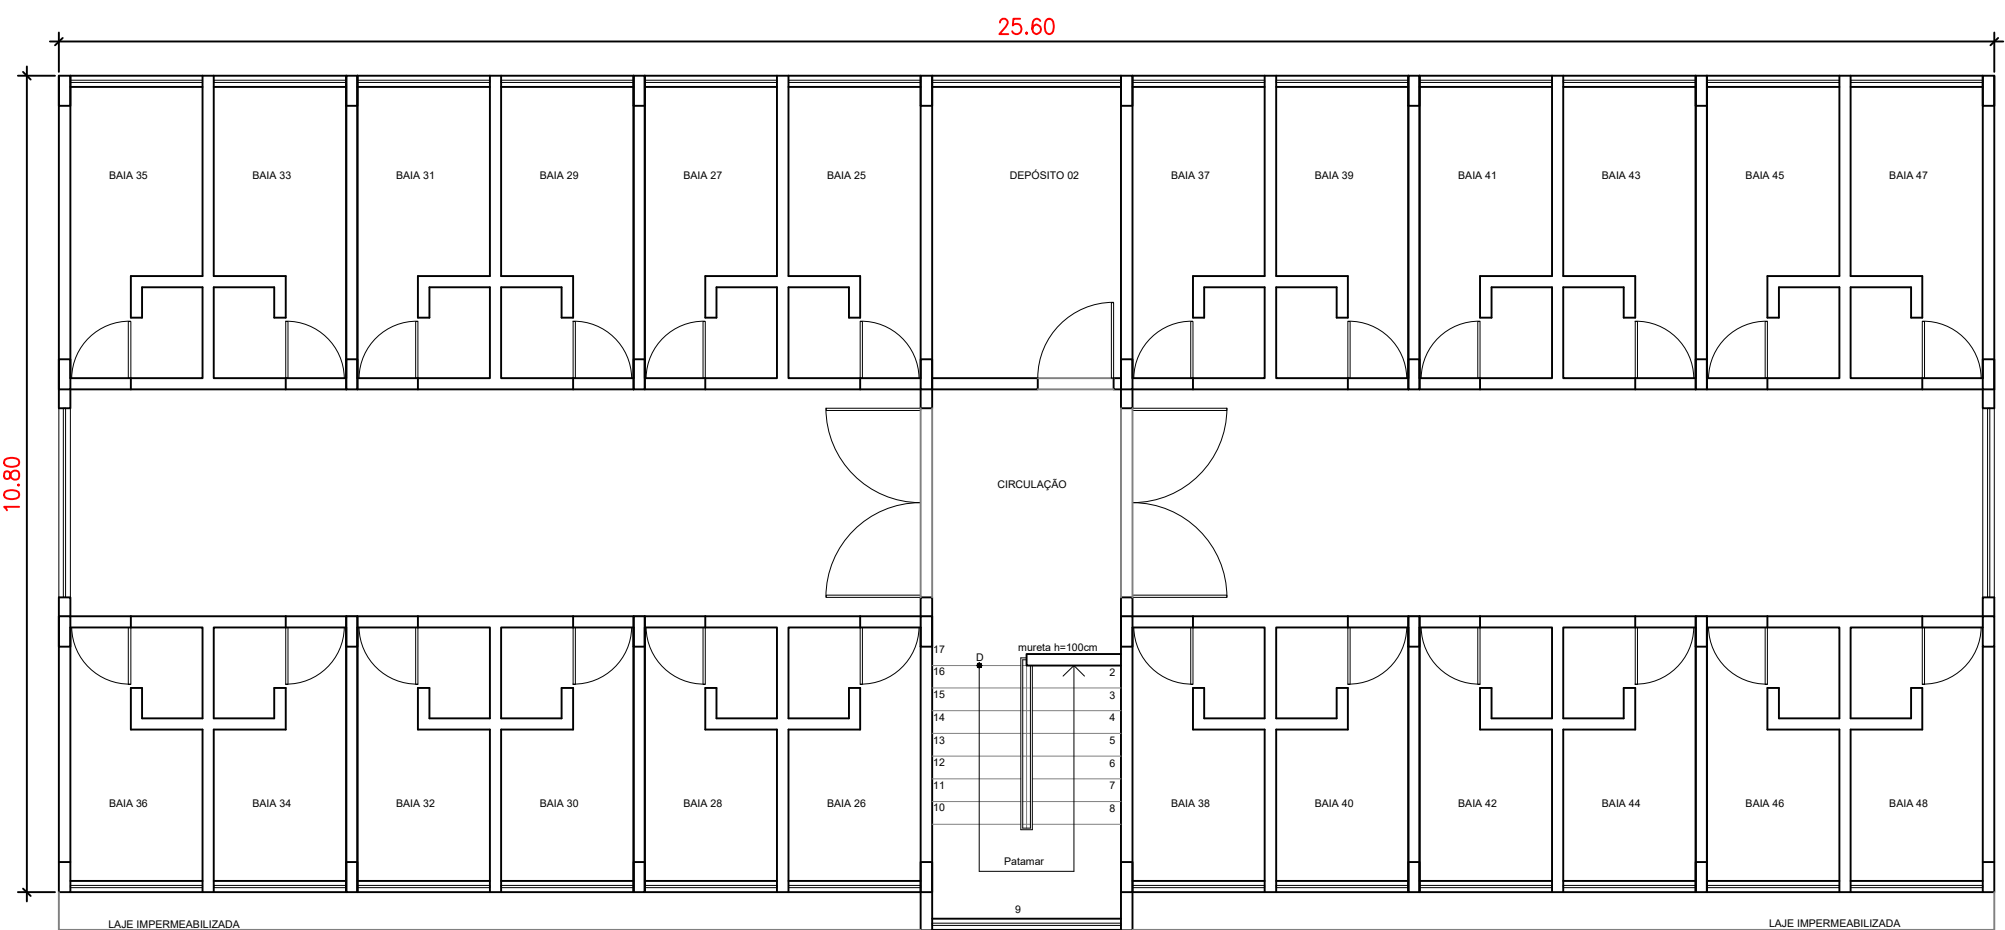 25.60
10.80
BAIA 35
BAIA 33
BAIA 31
BAIA 29
BAIA 27
BAIA 25
DEPÓSITO 02
BAIA 37
BAIA 39
BAIA 41
BAIA 43
BAIA 45
BAIA 47
CIRCULAÇÃO
mureta h=100cm
D
17
16
15
14
13
12
11
10
2
3
4
5
6
7
8
BAIA 36
BAIA 34
BAIA 32
BAIA 30
BAIA 28
BAIA 26
BAIA 38
BAIA 40
BAIA 42
BAIA 44
BAIA 46
BAIA 48
Patamar
9
LAJE IMPERMEABILIZADA
LAJE IMPERMEABILIZADA